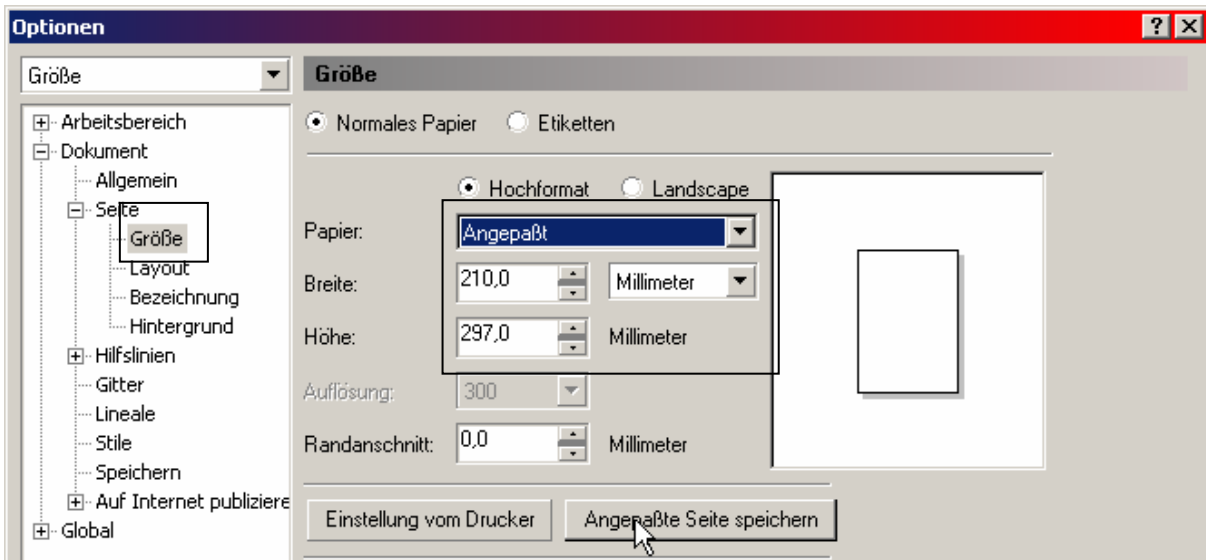 Optionen
Größe
Größe
Arbeitsbereich
Dokument
Allgemein
Seite
Größe
Layout
Bezeichnung
Hintergrund
Hilfslinien
Gitter
Lineale
Stile
Speichern
Auf Internet publiziere
Global
Normales Papier Etiketten
Hochformat Landscape
Papier: Angepaßt
Breite: 210,0 Millimeter
Höhe: 297,0 Millimeter
Auflösung: 300
Randanschnitt: 0,0 Millimeter
Einstellung vom Drucker Angepaßte Seite speichern